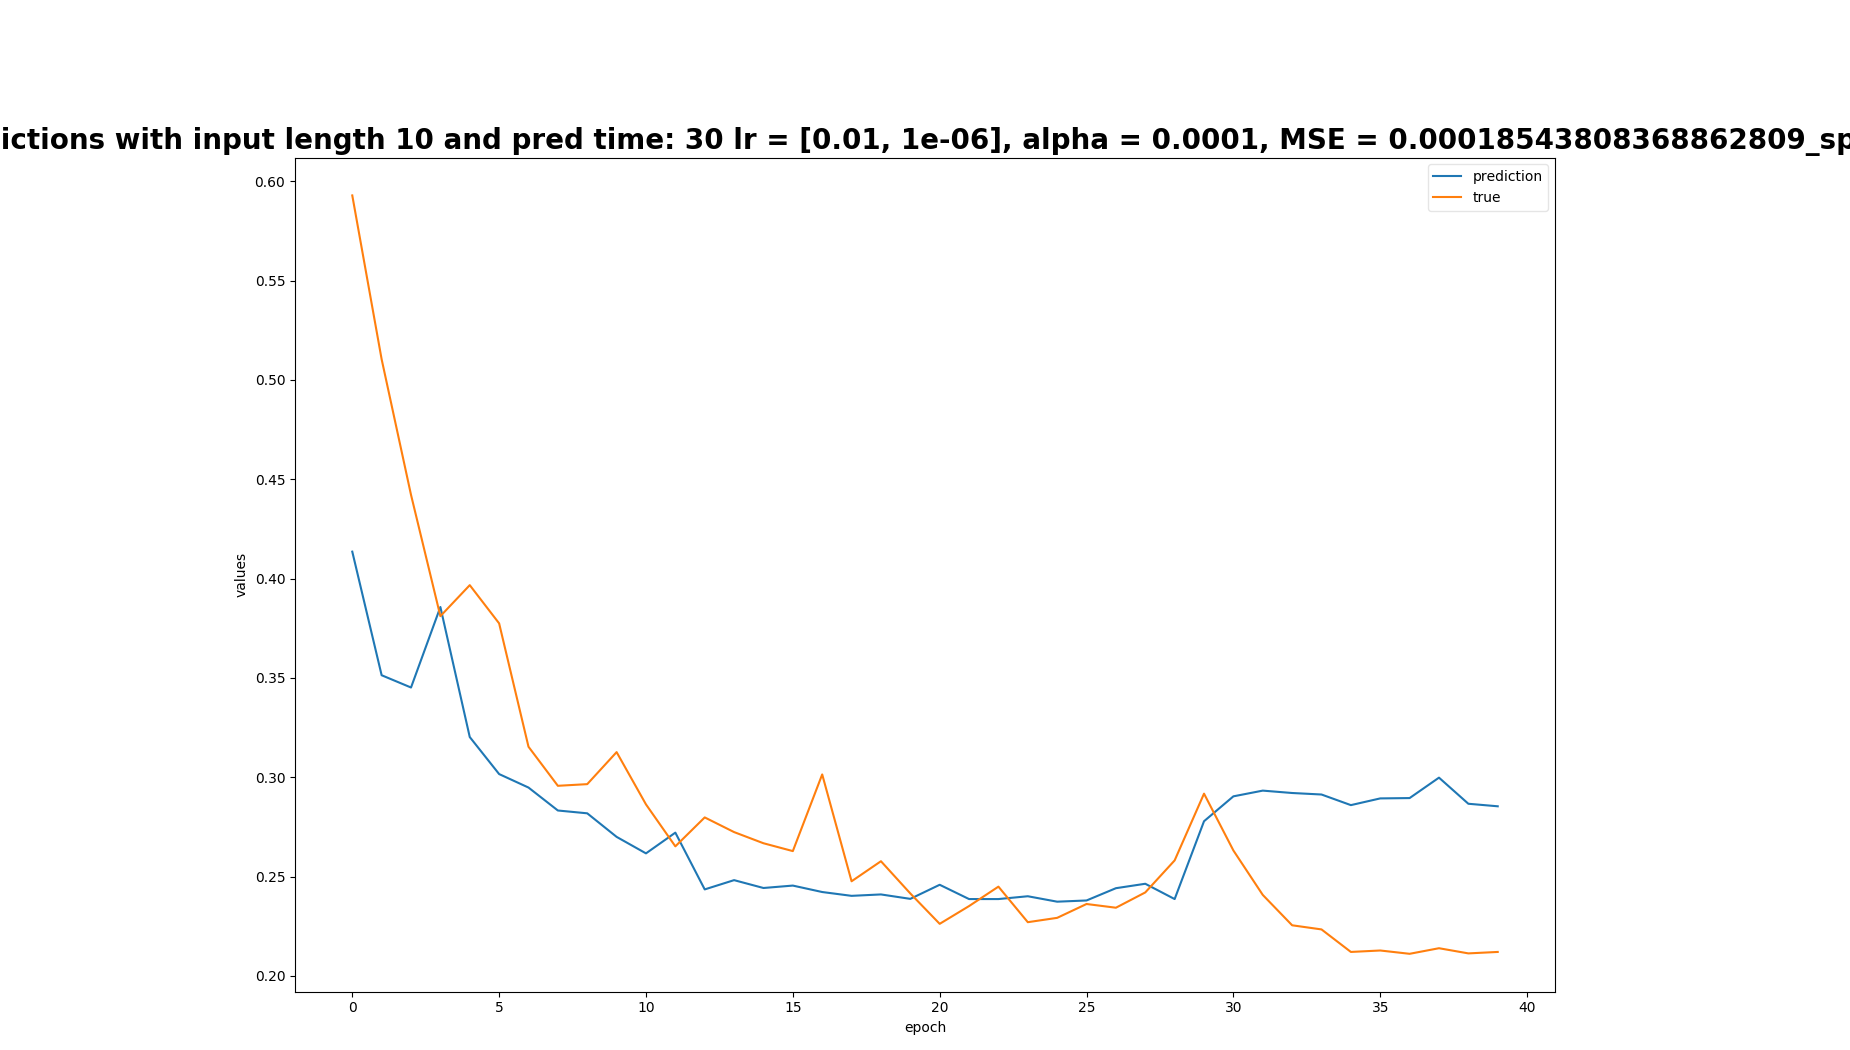 ictions with input length 10 and pred time: 30 lr = [0.01, 1e-06], alpha = 0.0001, MSE = 0.00018543808368862809_sp
prediction
true
0.60
0.55
0.50
0.45
0.40
0.35
0.30
0.25
0.20
values
0 5 10 15 20 25 30 35 40
epoch